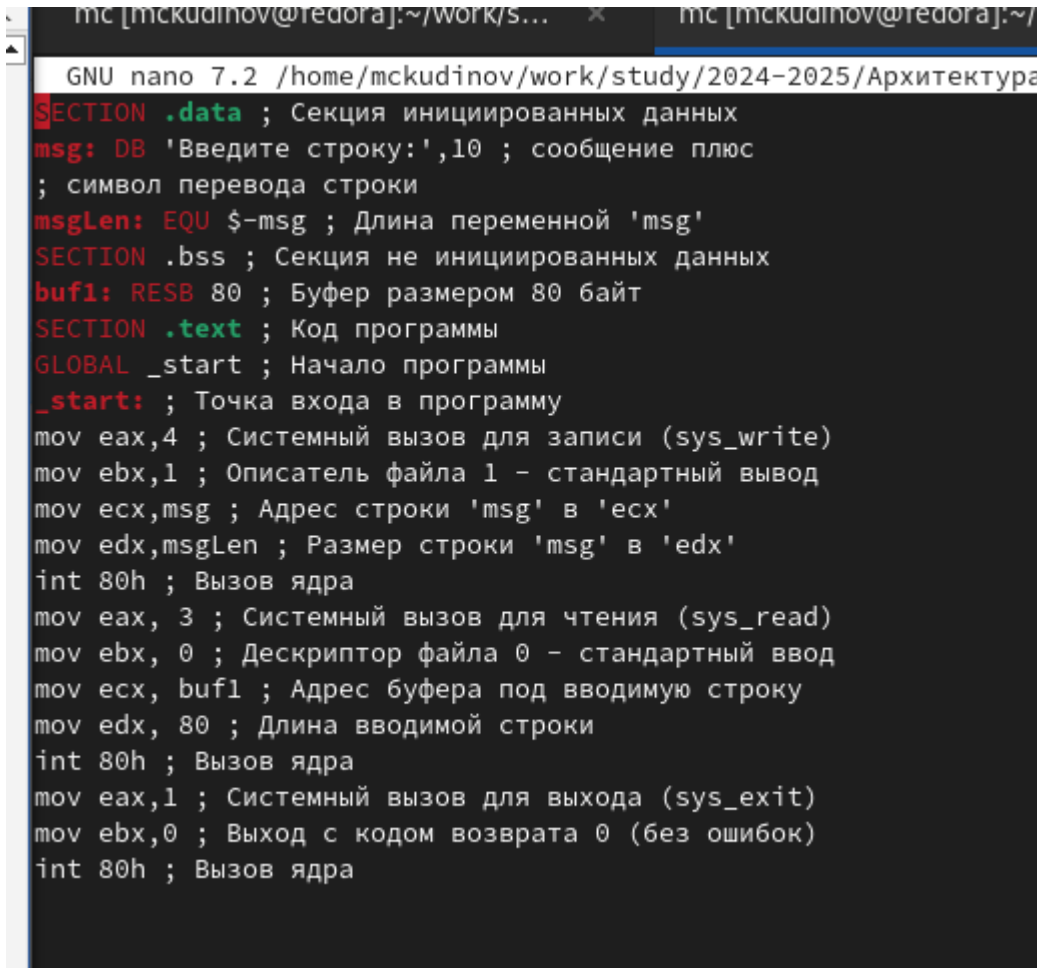 mc [mckudinov@fedora]:~/work/s... × mc [mckudinov@fedora]:~/
GNU nano 7.2 /home/mckudinov/work/study/2024-2025/Архитектура
SECTION .data ; Секция инициированных данных
msg: DB 'Введите строку:',10 ; сообщение плюс
; символ перевода строки
msgLen: EQU $-msg ; Длина переменной 'msg'
SECTION .bss ; Секция не инициированных данных
buf1: RESB 80 ; Буфер размером 80 байт
SECTION .text ; Код программы
GLOBAL _start ; Начало программы
_start: ; Точка входа в программу
mov eax,4 ; Системный вызов для записи (sys_write)
mov ebx,1 ; Описатель файла 1 - стандартный вывод
mov ecx,msg ; Адрес строки 'msg' в 'ecx'
mov edx,msgLen ; Размер строки 'msg' в 'edx'
int 80h ; Вызов ядра
mov eax, 3 ; Системный вызов для чтения (sys_read)
mov ebx, 0 ; Дескриптор файла 0 - стандартный ввод
mov ecx, buf1 ; Адрес буфера под вводимую строку
mov edx, 80 ; Длина вводимой строки
int 80h ; Вызов ядра
mov eax,1 ; Системный вызов для выхода (sys_exit)
mov ebx,0 ; Выход с кодом возврата 0 (без ошибок)
int 80h ; Вызов ядра